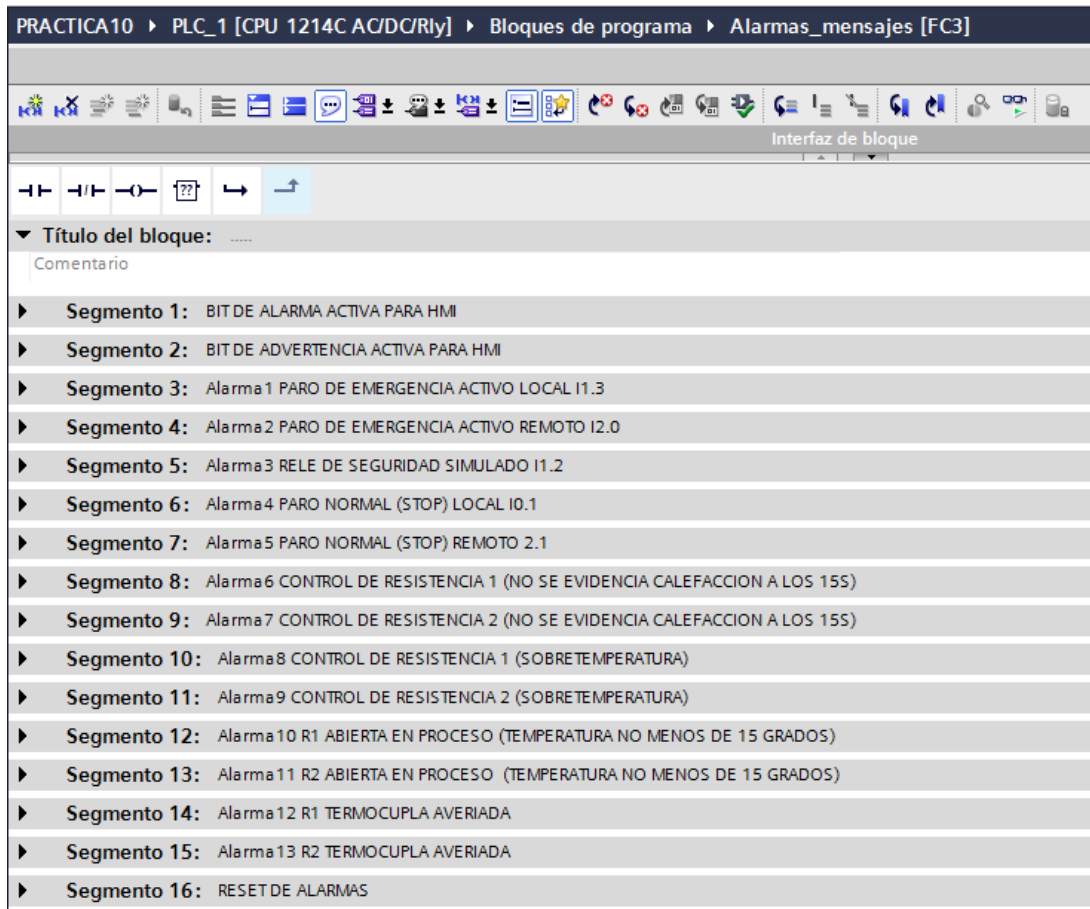 PRACTICA10 ▸ PLC_1 [CPU 1214C AC/DC/Rly] ▸ Bloques de programa ▸ Alarmas_mensajes [FC3]
Interfaz de bloque
Título del bloque: .....
Comentario
Segmento 1: BIT DE ALARMA ACTIVA PARA HMI
Segmento 2: BIT DE ADVERTENCIA ACTIVA PARA HMI
Segmento 3: Alarma1 PARO DE EMERGENCIA ACTIVO LOCAL I1.3
Segmento 4: Alarma2 PARO DE EMERGENCIA ACTIVO REMOTO I2.0
Segmento 5: Alarma3 RELE DE SEGURIDAD SIMULADO I1.2
Segmento 6: Alarma4 PARO NORMAL (STOP) LOCAL I0.1
Segmento 7: Alarma5 PARO NORMAL (STOP) REMOTO 2.1
Segmento 8: Alarma6 CONTROL DE RESISTENCIA 1 (NO SE EVIDENCIA CALEFACCION A LOS 15S)
Segmento 9: Alarma7 CONTROL DE RESISTENCIA 2 (NO SE EVIDENCIA CALEFACCION A LOS 15S)
Segmento 10: Alarma8 CONTROL DE RESISTENCIA 1 (SOBRETEMPERATURA)
Segmento 11: Alarma9 CONTROL DE RESISTENCIA 2 (SOBRETEMPERATURA)
Segmento 12: Alarma10 R1 ABIERTA EN PROCESO (TEMPERATURA NO MENOS DE 15 GRADOS)
Segmento 13: Alarma11 R2 ABIERTA EN PROCESO (TEMPERATURA NO MENOS DE 15 GRADOS)
Segmento 14: Alarma12 R1 TERMOCUPLA AVERIADA
Segmento 15: Alarma13 R2 TERMOCUPLA AVERIADA
Segmento 16: RESET DE ALARMAS